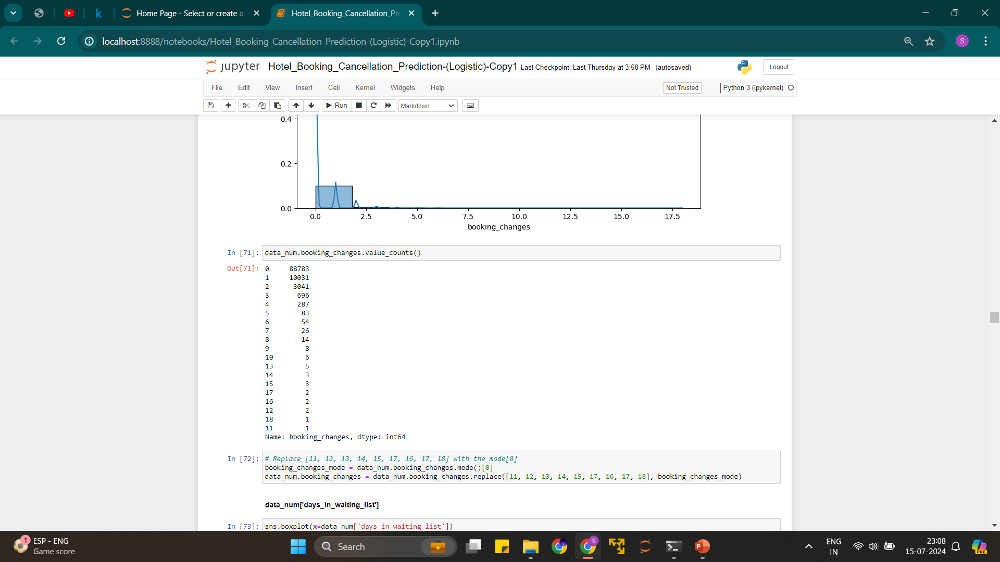 Home Page - Select or create a
Hotel_Booking_Cancellation_Pre
localhost:8888/notebooks/Hotel_Booking_Cancellation_Prediction-(Logistic)-Copy1.ipynb
S
jupyter Hotel_Booking_Cancellation_Prediction-(Logistic)-Copy1 Last Checkpoint: Last Thursday at 3:58 PM (autosaved)
Logout
File Edit View Insert Cell Kernel Widgets Help
Not Trusted
Python 3 (ipykernel)
Run
Markdown
0.4
0.2
0.0
0.0 2.5 5.0 7.5 10.0 12.5 15.0 17.5
booking_changes
In [71]: data_num.booking_changes.value_counts()
Out[71]: 0 88783
1 10031
2 3041
3 696
4 287
5 83
6 54
7 26
8 14
9 8
10 6
13 5
14 3
15 3
17 2
16 2
12 2
18 1
11 1
Name: booking_changes, dtype: int64
In [72]: # Replace [11, 12, 13, 14, 15, 17, 16, 17, 18] with the mode[0]
booking_changes_mode = data_num.booking_changes.mode()[0]
data_num.booking_changes = data_num.booking_changes.replace([11, 12, 13, 14, 15, 17, 16, 17, 18], booking_changes_mode)
data_num['days_in_waiting_list']
In [73]: sns.boxplot(x=data_num['days_in_waiting_list'])
1
ESP - ENG
Game score
Search
S
P
ENG
IN
23:08
15-07-2024
PRE